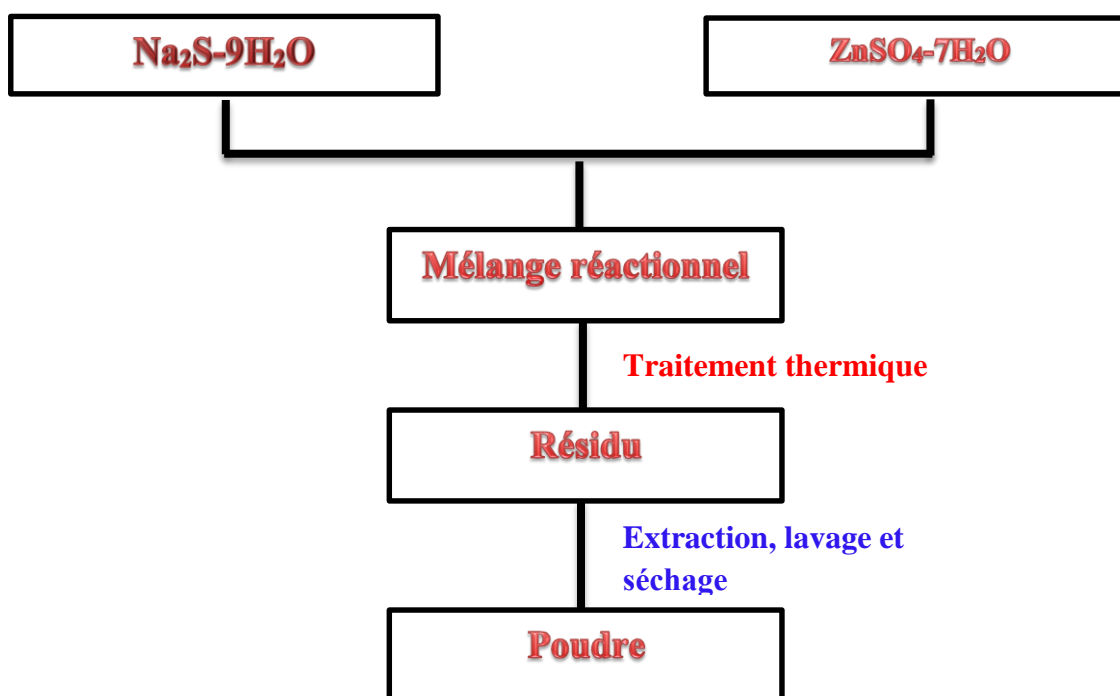 Na₂S-9H₂O
ZnSO₄-7H₂O
Mélange réactionnel
Traitement thermique
Résidu
Extraction, lavage et
séchage
Poudre